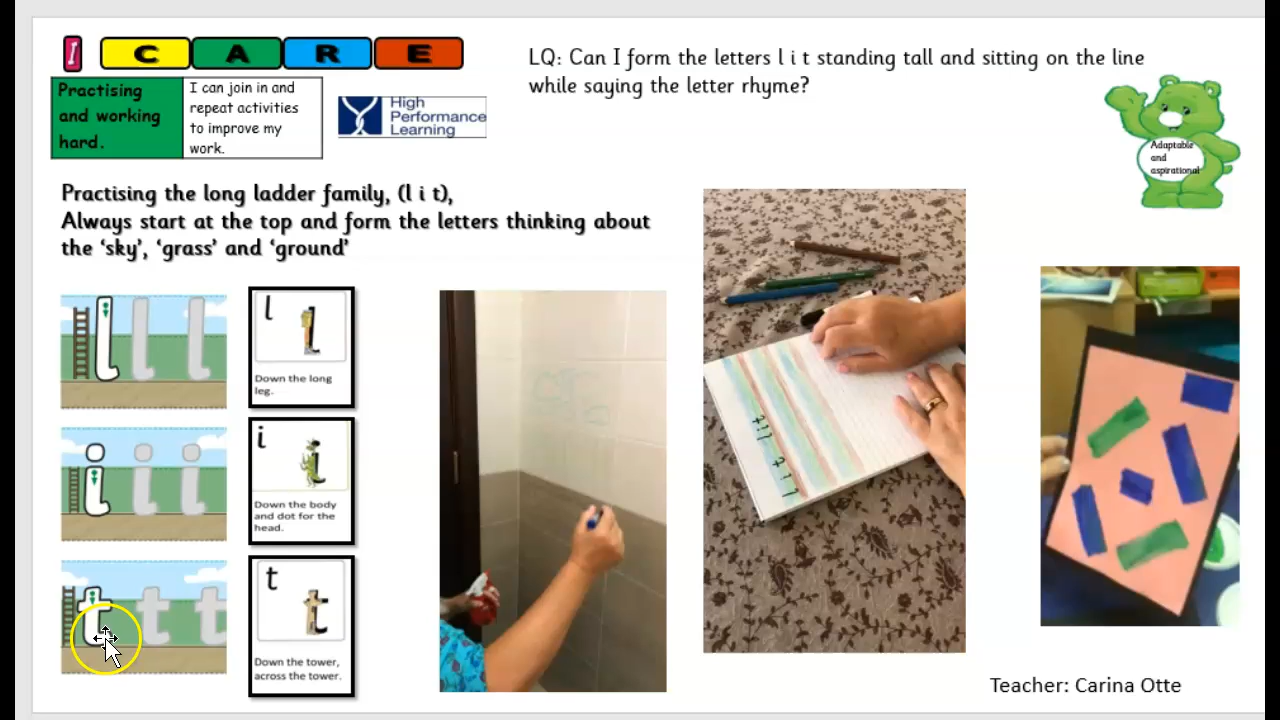 I C A R E
LQ: Can I form the letters l i t standing tall and sitting on the line
while saying the letter rhyme?
Practising
and working
hard.
I can join in and
repeat activities
to improve my
work.
High
Performance
Learning
Adaptable
and
aspirational
Practising the long ladder family, (l i t),
Always start at the top and form the letters thinking about
the ‘sky’, ‘grass’ and ‘ground’
l l l
l
Down the long
leg.
i i i
i
Down the body
and dot for the
head.
t t t
t
Down the tower,
across the tower.
l i t lit
Teacher: Carina Otte